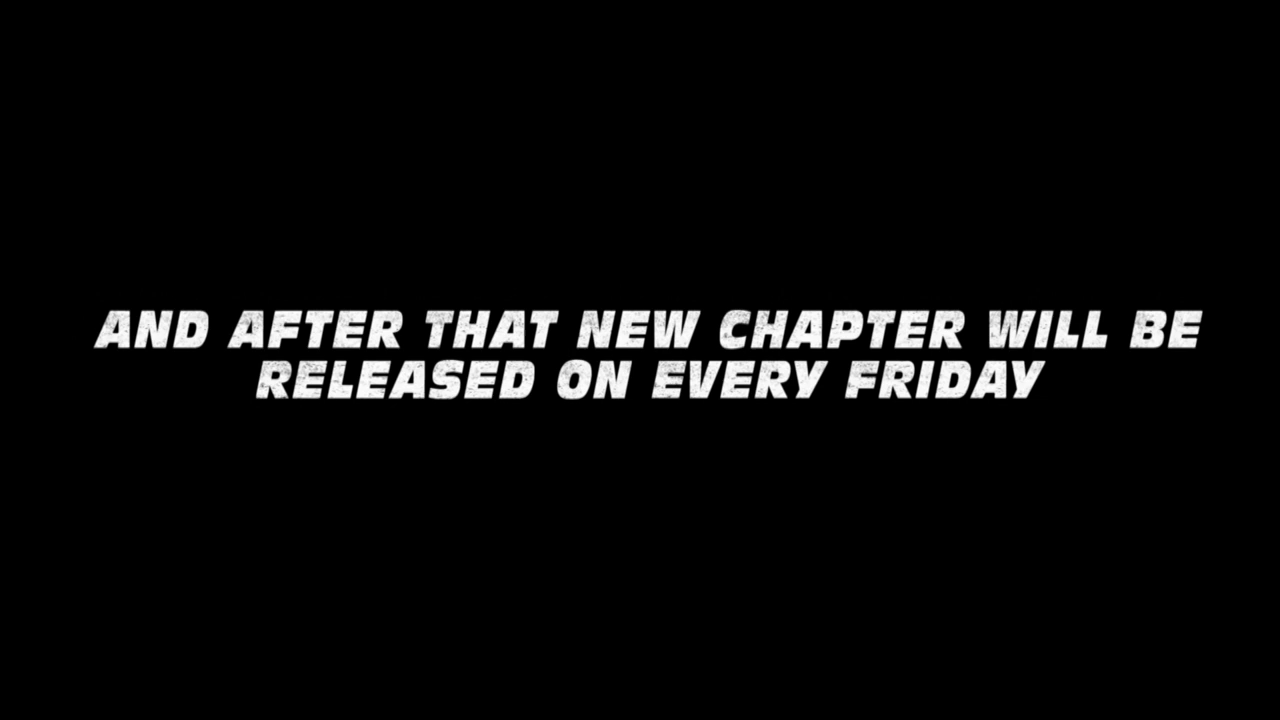 AND AFTER THAT NEW CHAPTER WILL BE
RELEASED ON EVERY FRIDAY